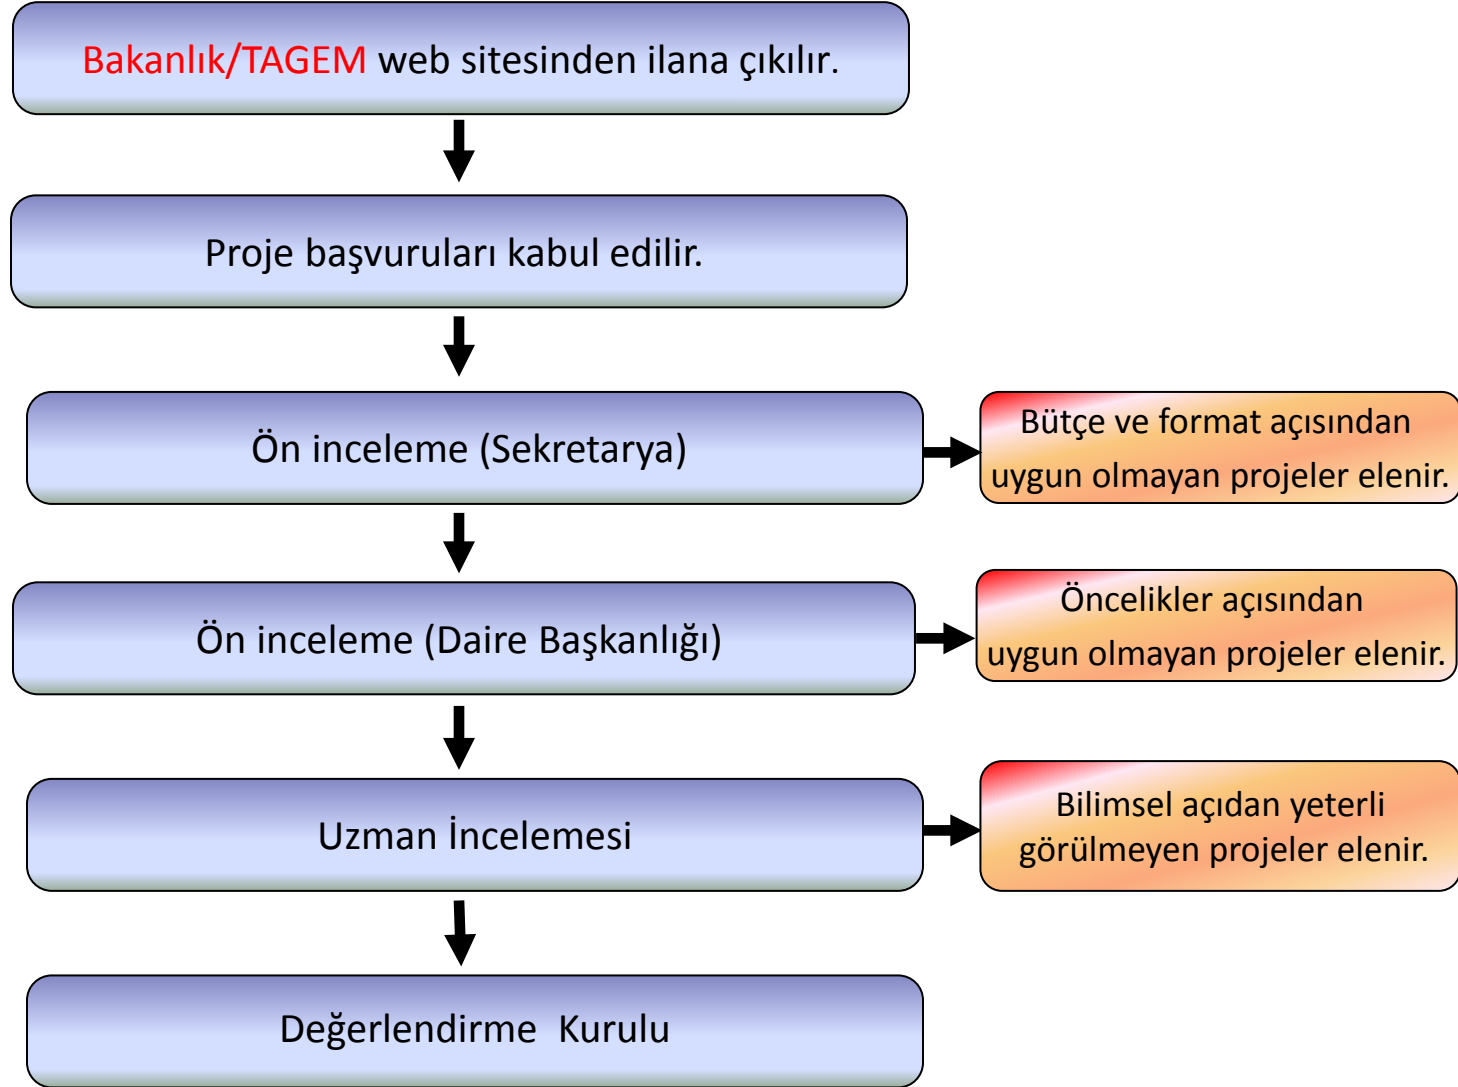 Bakanlık/TAGEM web sitesinden ilana çıkılır.
Proje başvuruları kabul edilir.
Ön inceleme (Sekretarya)
Bütçe ve format açısından
uygun olmayan projeler elenir.
Ön inceleme (Daire Başkanlığı)
Öncelikler açısından
uygun olmayan projeler elenir.
Uzman İncelemesi
Bilimsel açıdan yeterli
görülmeyen projeler elenir.
Değerlendirme  Kurulu